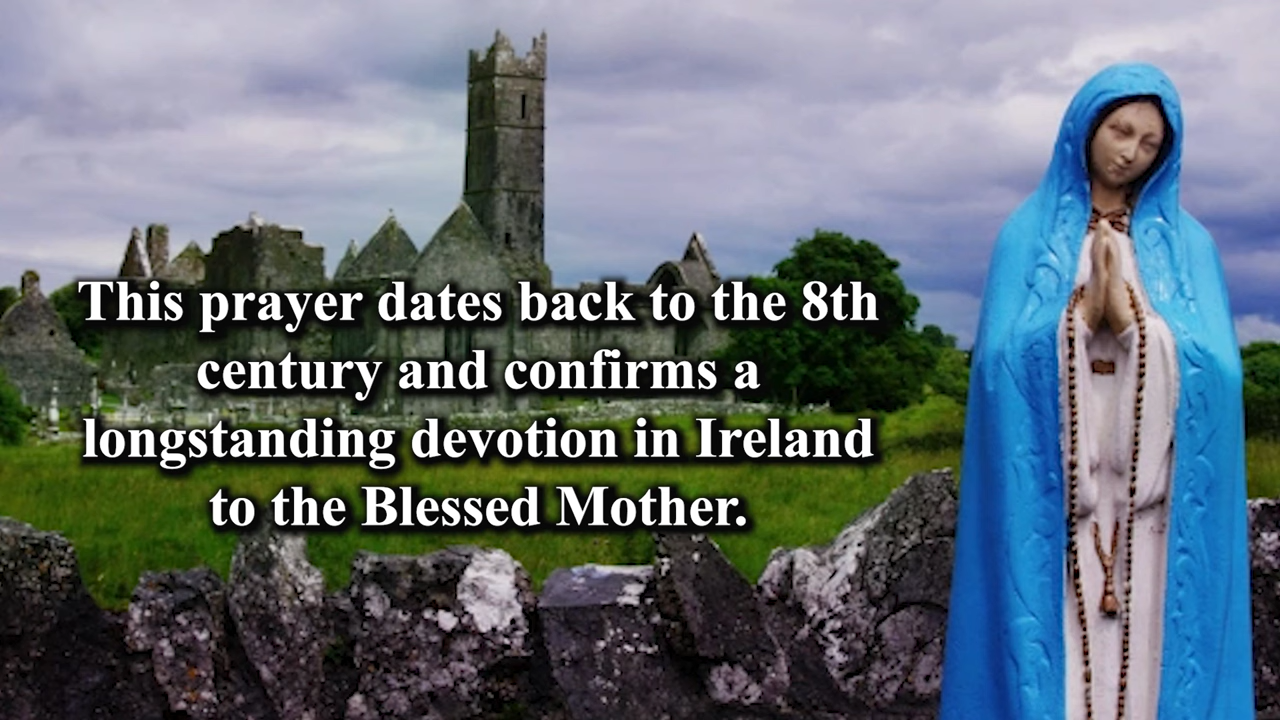 This prayer dates back to the 8th
century and confirms a
longstanding devotion in Ireland
to the Blessed Mother.